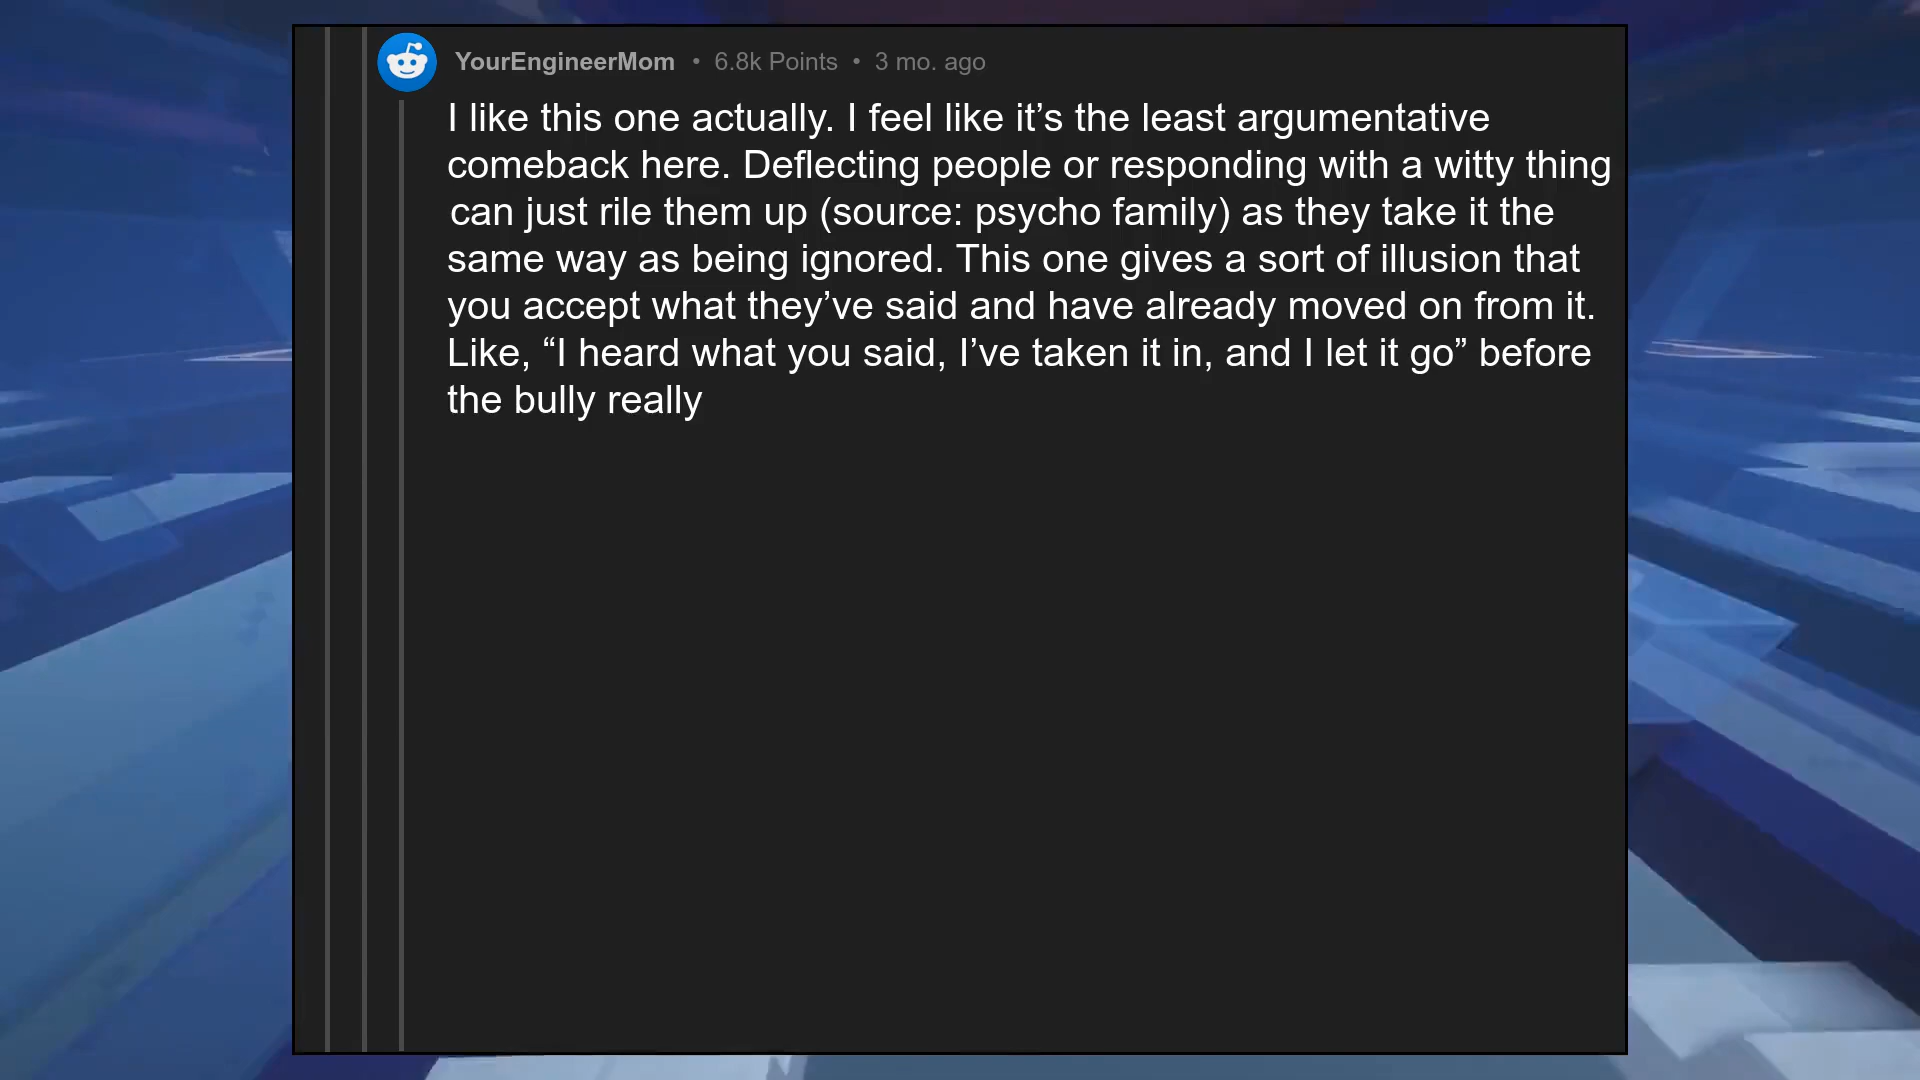 YourEngineerMom • 6.8k Points • 3 mo. ago
I like this one actually. I feel like it’s the least argumentative
comeback here. Deflecting people or responding with a witty thing
can just rile them up (source: psycho family) as they take it the
same way as being ignored. This one gives a sort of illusion that
you accept what they’ve said and have already moved on from it.
Like, “I heard what you said, I’ve taken it in, and I let it go” before
the bully really